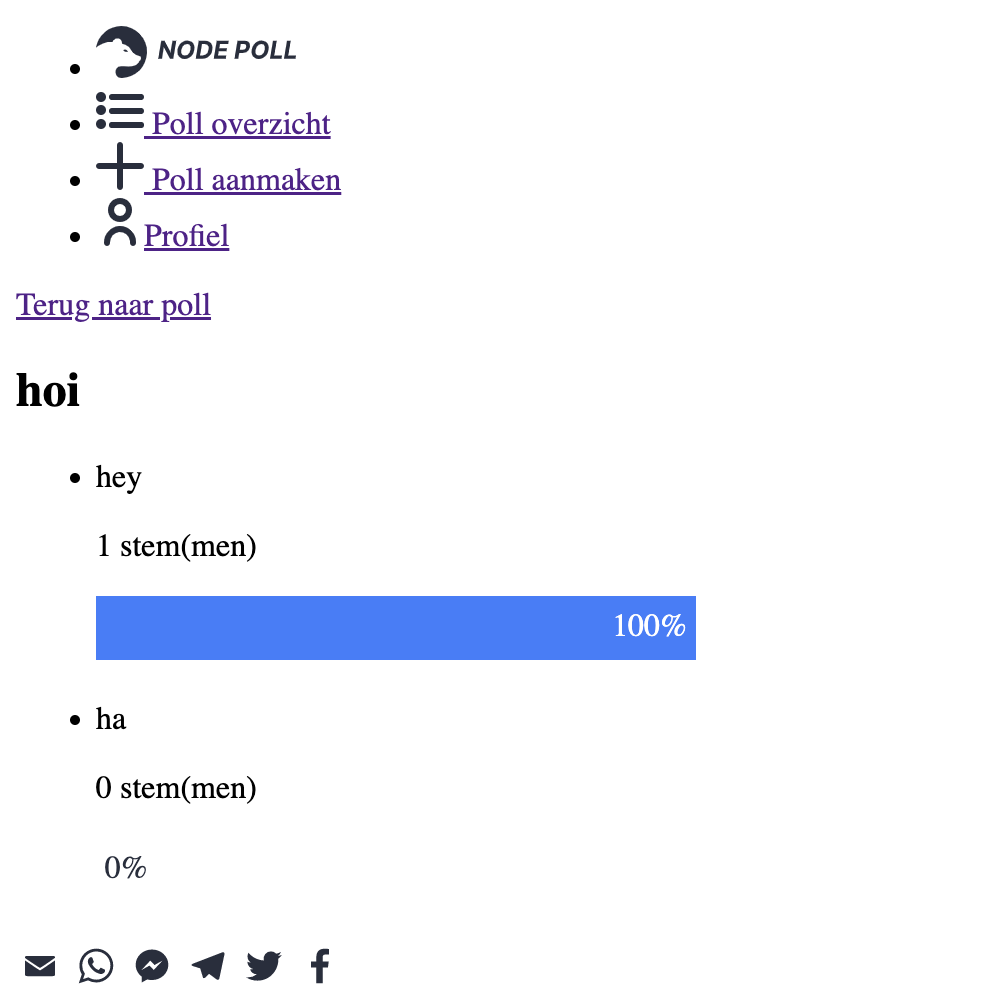 NODE POLL
Poll overzicht
Poll aanmaken
Profiel
Terug naar poll
hoi
hey
1 stem(men)
100%
ha
0 stem(men)
0%